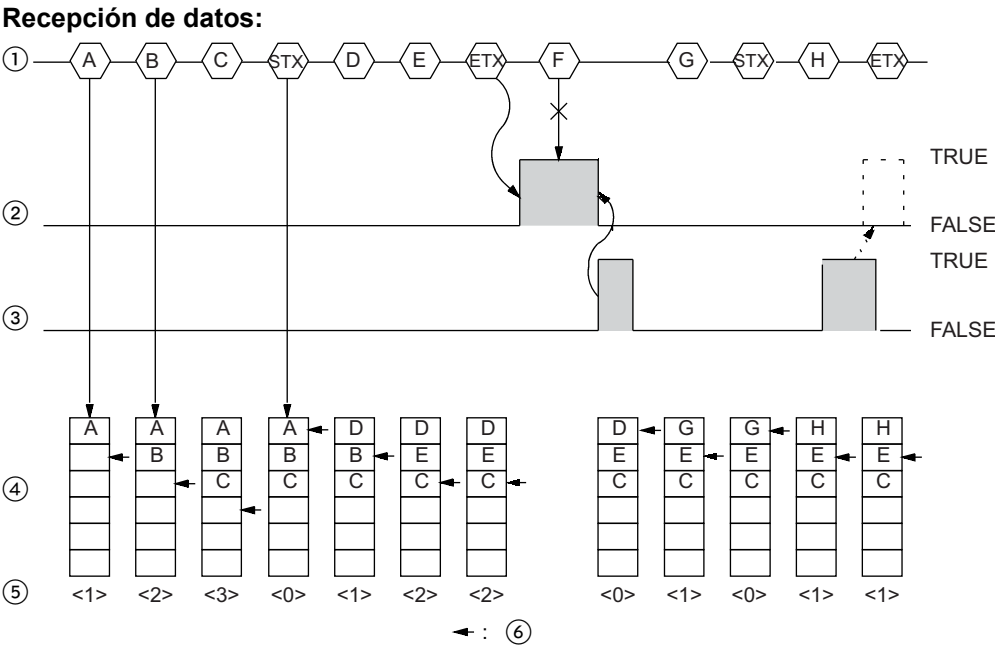 Recepción de datos:
① A B C STX D E ETX F G STX H ETX
TRUE
② FALSE
TRUE
③ FALSE
A A A A D D D D G G H H
B B B B E E E E E E E
④ C C C C C C C C C C
⑤ <1> <2> <3> <0> <1> <2> <2> <0> <1> <0> <1> <1>
: ⑥